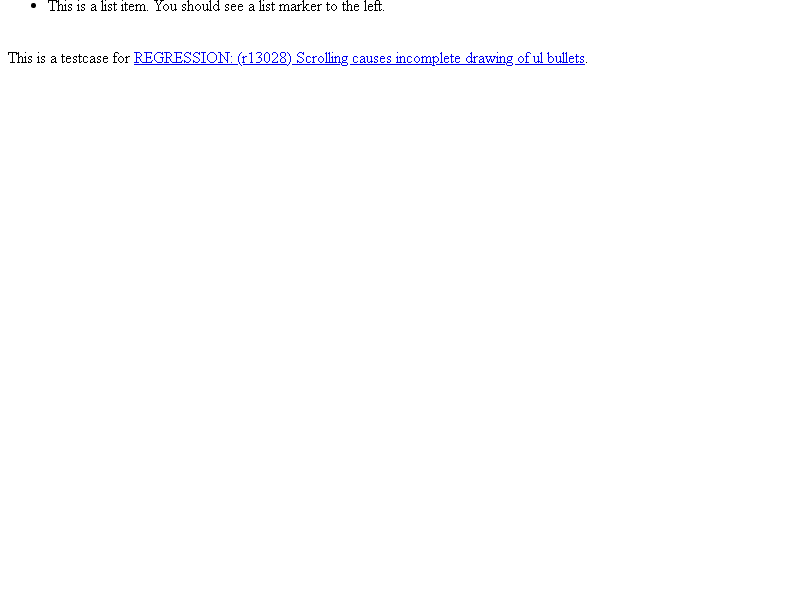 • This is a list item. You should see a list marker to the left.
This is a testcase for REGRESSION: (r13028) Scrolling causes incomplete drawing of ul bullets.